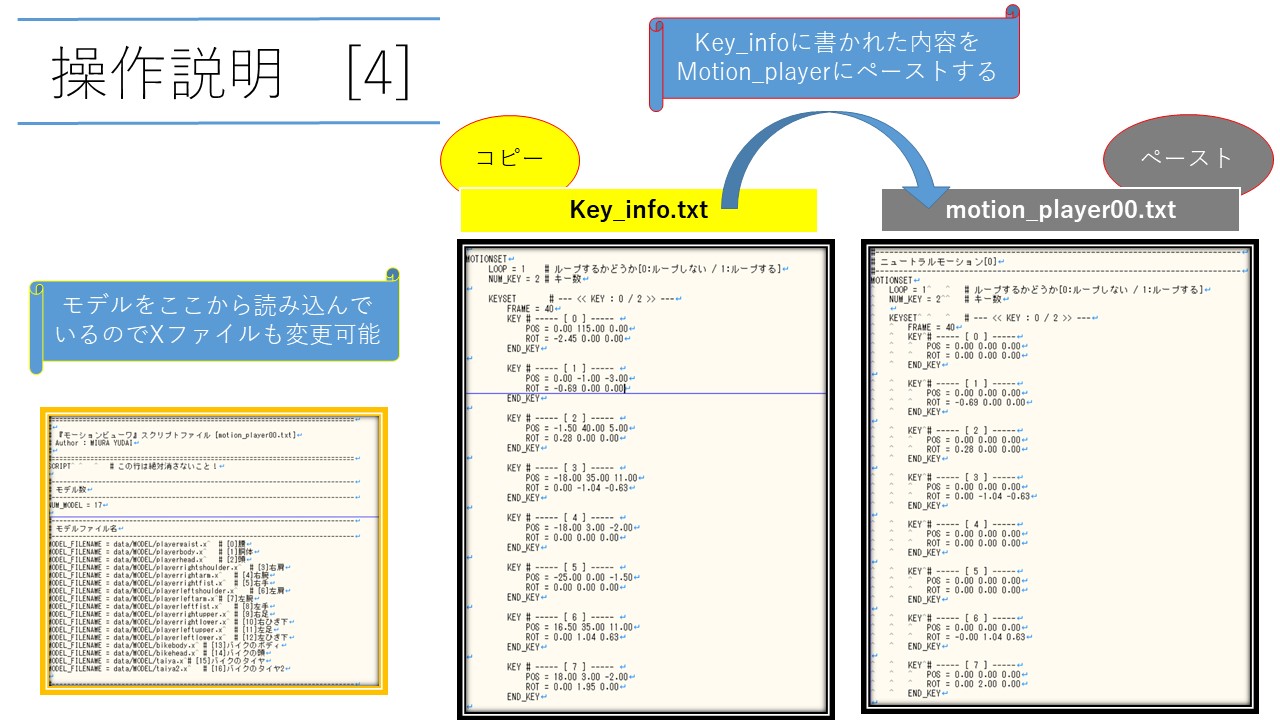 操作説明　[4]
Key_infoに書かれた内容を
Motion_playerにペーストする
コピー
ペースト
Key_info.txt
motion_player00.txt
モデルをここから読み込んで
いるのでXファイルも変更可能
#
# 『モーションビューワ』スクリプトファイル [motion_player00.txt]
# Author : MIURA YUDAI
#
SCRIPT # この行は絶対消さないこと！
# モデル数
NUM_MODEL = 17
# モデルファイル名
MODEL_FILENAME = data/MODEL/playerwaist.x # [0]腰
MODEL_FILENAME = data/MODEL/playerbody.x # [1]胴体
MODEL_FILENAME = data/MODEL/playerhead.x # [2]頭
MODEL_FILENAME = data/MODEL/playerrightshoulder.x # [3]右肩
MODEL_FILENAME = data/MODEL/playerrightarm.x # [4]右腕
MODEL_FILENAME = data/MODEL/playerrightfist.x # [5]右手
MODEL_FILENAME = data/MODEL/playerleftshoulder.x # [6]左肩
MODEL_FILENAME = data/MODEL/playerleftarm.x # [7]左腕
MODEL_FILENAME = data/MODEL/playerleftfist.x # [8]左手
MODEL_FILENAME = data/MODEL/playerrightupper.x # [9]右足
MODEL_FILENAME = data/MODEL/playerrightlower.x # [10]右ひざ下
MODEL_FILENAME = data/MODEL/playerleftupper.x # [11]左足
MODEL_FILENAME = data/MODEL/playerleftlower.x # [12]左ひざ下
MODEL_FILENAME = data/MODEL/bikebody.x # [13]バイクのボディ
MODEL_FILENAME = data/MODEL/bikehead.x # [14]バイクの頭
MODEL_FILENAME = data/MODEL/taiya.x # [15]バイクのタイヤ
MODEL_FILENAME = data/MODEL/taiya2.x # [16]バイクのタイヤ2
MOTIONSET
LOOP = 1 # ループするかどうか[0:ループしない / 1:ループする]
NUM_KEY = 2 # キー数
KEYSET # --- << KEY : 0 / 2 >> ---
FRAME = 40
KEY # ----- [ 0 ] -----
POS = 0.00 115.00 0.00
ROT = -2.45 0.00 0.00
END_KEY
KEY # ----- [ 1 ] -----
POS = 0.00 -1.00 -3.00
ROT = -0.69 0.00 0.00
END_KEY
KEY # ----- [ 2 ] -----
POS = -1.50 40.00 5.00
ROT = 0.28 0.00 0.00
END_KEY
KEY # ----- [ 3 ] -----
POS = -18.00 35.00 11.00
ROT = 0.00 -1.04 -0.63
END_KEY
KEY # ----- [ 4 ] -----
POS = -18.00 3.00 -2.00
ROT = 0.00 0.00 0.00
END_KEY
KEY # ----- [ 5 ] -----
POS = -25.00 0.00 -1.50
ROT = 0.00 0.00 0.00
END_KEY
KEY # ----- [ 6 ] -----
POS = 16.50 35.00 11.00
ROT = 0.00 1.04 0.63
END_KEY
KEY # ----- [ 7 ] -----
POS = 18.00 3.00 -2.00
ROT = 0.00 1.95 0.00
END_KEY
# ニュートラルモーション[0]
MOTIONSET
LOOP = 1 # ループするかどうか[0:ループしない / 1:ループする]
NUM_KEY = 2 # キー数
KEYSET # --- << KEY : 0 / 2 >> ---
FRAME = 40
KEY # ----- [ 0 ] -----
POS = 0.00 0.00 0.00
ROT = 0.00 0.00 0.00
END_KEY
KEY # ----- [ 1 ] -----
POS = 0.00 0.00 0.00
ROT = -0.69 0.00 0.00
END_KEY
KEY # ----- [ 2 ] -----
POS = 0.00 0.00 0.00
ROT = 0.28 0.00 0.00
END_KEY
KEY # ----- [ 3 ] -----
POS = 0.00 0.00 0.00
ROT = 0.00 -1.04 -0.63
END_KEY
KEY # ----- [ 4 ] -----
POS = 0.00 0.00 0.00
ROT = 0.00 0.00 0.00
END_KEY
KEY # ----- [ 5 ] -----
POS = 0.00 0.00 0.00
ROT = 0.00 0.00 0.00
END_KEY
KEY # ----- [ 6 ] -----
POS = 0.00 0.00 0.00
ROT = -0.00 1.04 0.63
END_KEY
KEY # ----- [ 7 ] -----
POS = 0.00 0.00 0.00
ROT = 0.00 2.00 0.00
END_KEY